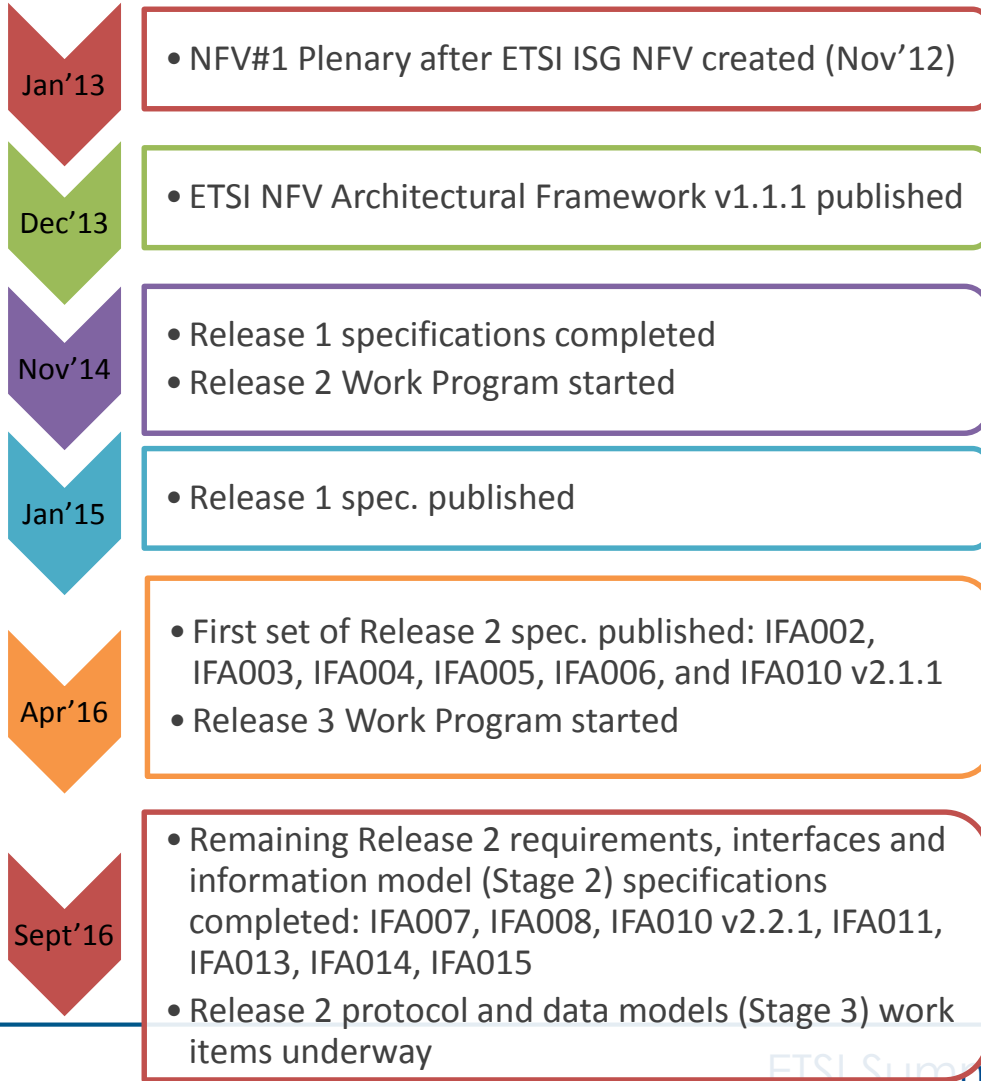 Jan'13
• NFV#1 Plenary after ETSI ISG NFV created (Nov'12)
Dec'13
• ETSI NFV Architectural Framework v1.1.1 published
Nov'14
• Release 1 specifications completed
• Release 2 Work Program started
Jan'15
• Release 1 spec. published
Apr'16
• First set of Release 2 spec. published: IFA002,
IFA003, IFA004, IFA005, IFA006, and IFA010 v2.1.1
• Release 3 Work Program started
Sept'16
• Remaining Release 2 requirements, interfaces and
information model (Stage 2) specifications
completed: IFA007, IFA008, IFA010 v2.2.1, IFA011,
IFA013, IFA014, IFA015
• Release 2 protocol and data models (Stage 3) work
items underway
ETSI